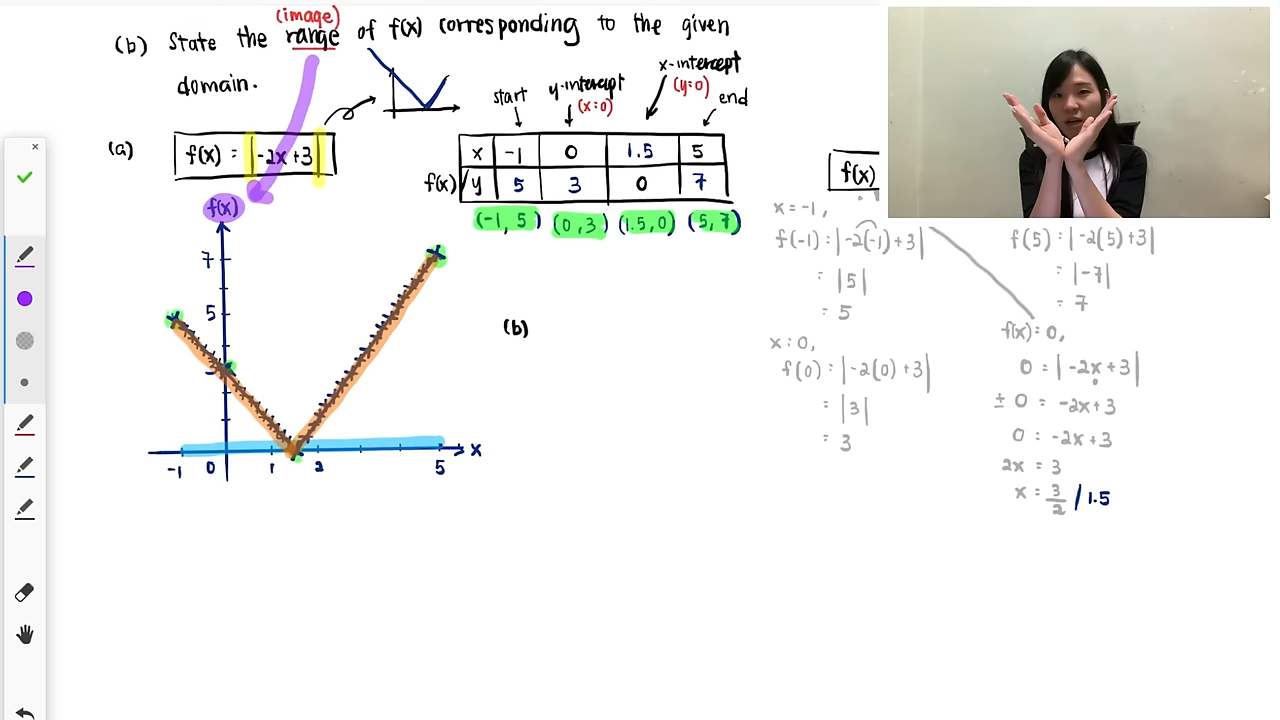 (image)
(b) State the range of f(x) corresponding to the given
domain.
x-intercept
(y=0)
y-intercept
(x=0)
start
end
(a) f(x) = |-2x+3|
x -1 0 1.5 5
f(x)/y 5 3 0 7
(-1, 5) (0,3) (1.5,0) (5,7)
f(x)
7
5
3
-1 0 1 2 5 x
(b)
f(x)
x = -1,
f(-1) = |-2(-1)+3|
= |5|
= 5
x = 0,
f(0) = |-2(0)+3|
= |3|
= 3
f(5) = |-2(5)+3|
= |-7|
= 7
f(x) = 0,
0 = |-2x+3|
± 0 = -2x+3
0 = -2x+3
2x = 3
x = 3/2 / 1.5